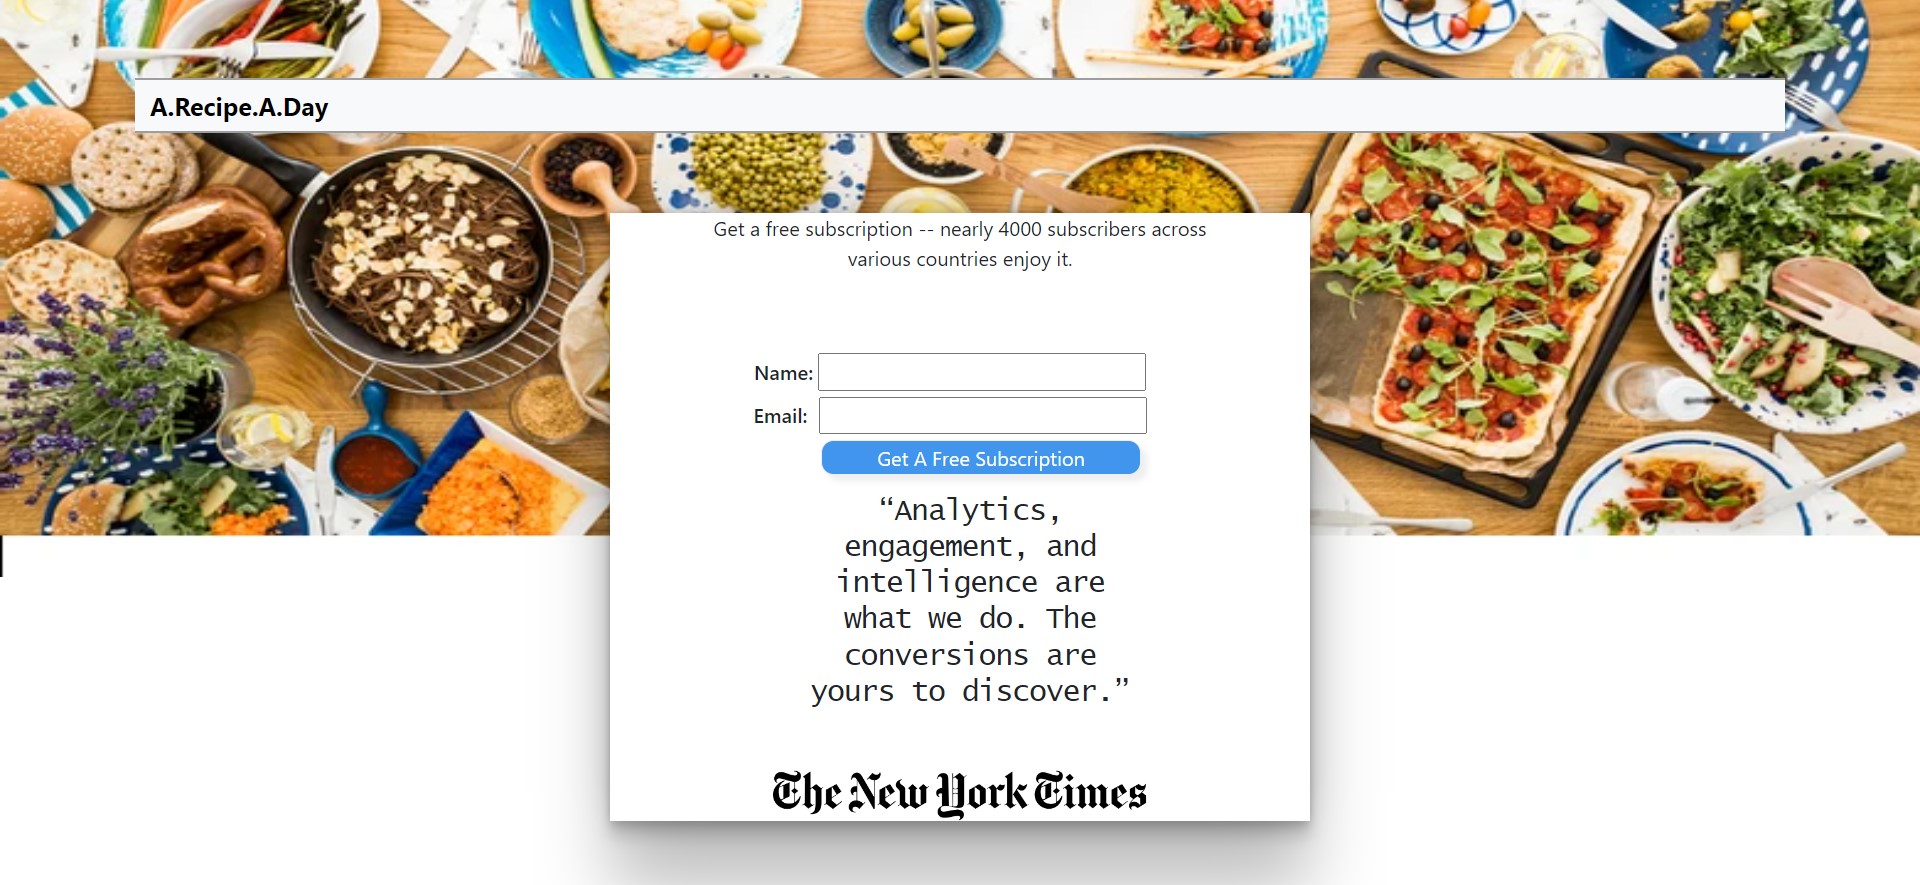 A.Recipe.A.Day
Get a free subscription -- nearly 4000 subscribers across
various countries enjoy it.
Name:
Email:
Get A Free Subscription
“Analytics,
engagement, and
intelligence are
what we do. The
conversions are
yours to discover.”
The New York Times